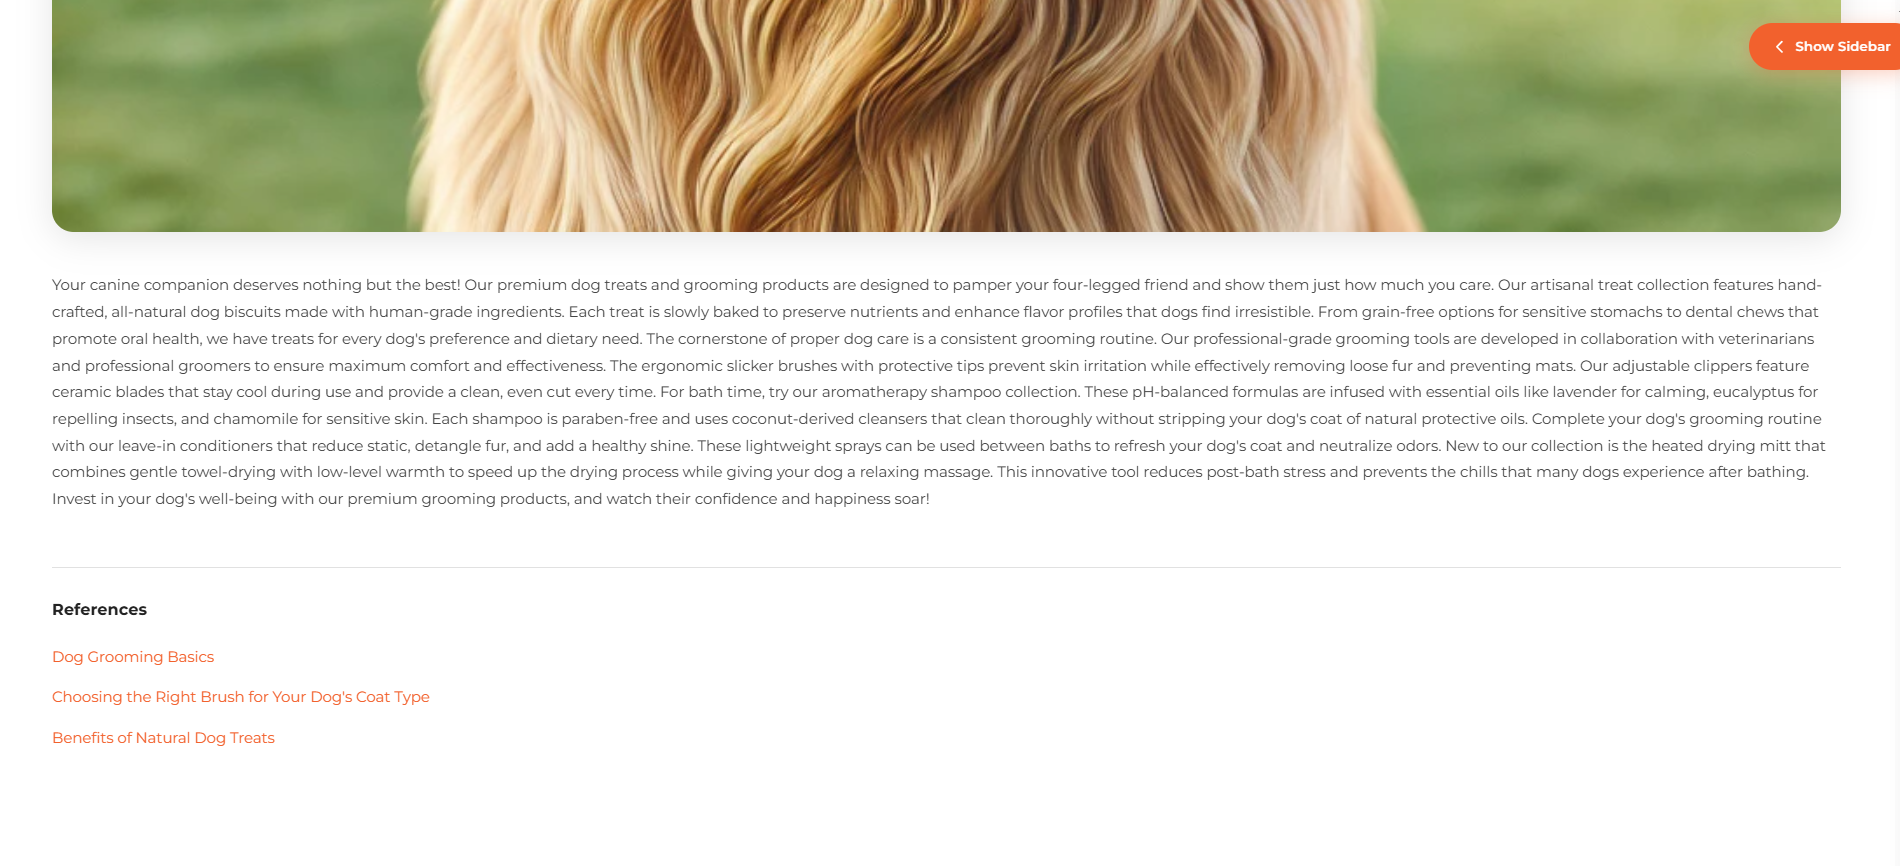 Show Sidebar
Your canine companion deserves nothing but the best! Our premium dog treats and grooming products are designed to pamper your four-legged friend and show them just how much you care. Our artisanal treat collection features hand-
crafted, all-natural dog biscuits made with human-grade ingredients. Each treat is slowly baked to preserve nutrients and enhance flavor profiles that dogs find irresistible. From grain-free options for sensitive stomachs to dental chews that
promote oral health, we have treats for every dog's preference and dietary need. The cornerstone of proper dog care is a consistent grooming routine. Our professional-grade grooming tools are developed in collaboration with veterinarians
and professional groomers to ensure maximum comfort and effectiveness. The ergonomic slicker brushes with protective tips prevent skin irritation while effectively removing loose fur and preventing mats. Our adjustable clippers feature
ceramic blades that stay cool during use and provide a clean, even cut every time. For bath time, try our aromatherapy shampoo collection. These pH-balanced formulas are infused with essential oils like lavender for calming, eucalyptus for
repelling insects, and chamomile for sensitive skin. Each shampoo is paraben-free and uses coconut-derived cleansers that clean thoroughly without stripping your dog's coat of natural protective oils. Complete your dog's grooming routine
with our leave-in conditioners that reduce static, detangle fur, and add a healthy shine. These lightweight sprays can be used between baths to refresh your dog's coat and neutralize odors. New to our collection is the heated drying mitt that
combines gentle towel-drying with low-level warmth to speed up the drying process while giving your dog a relaxing massage. This innovative tool reduces post-bath stress and prevents the chills that many dogs experience after bathing.
Invest in your dog's well-being with our premium grooming products, and watch their confidence and happiness soar!
References
Dog Grooming Basics
Choosing the Right Brush for Your Dog's Coat Type
Benefits of Natural Dog Treats